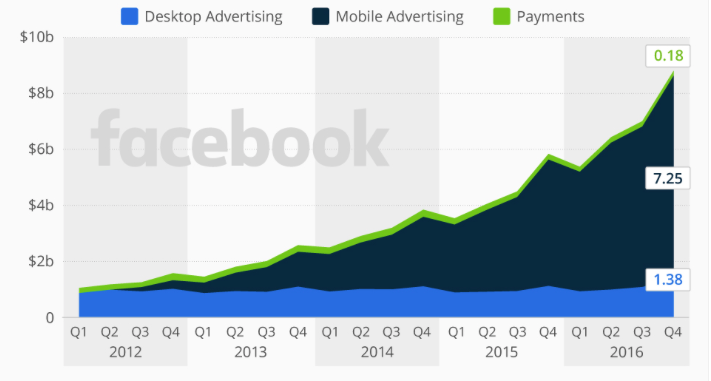 Desktop Advertising Mobile Advertising Payments
$10b
0.18
$8b
facebook
$6b
7.25
$4b
$2b
1.38
0
Q1 Q2 Q3 Q4 Q1 Q2 Q3 Q4 Q1 Q2 Q3 Q4 Q1 Q2 Q3 Q4 Q1 Q2 Q3 Q4
2012 2013 2014 2015 2016